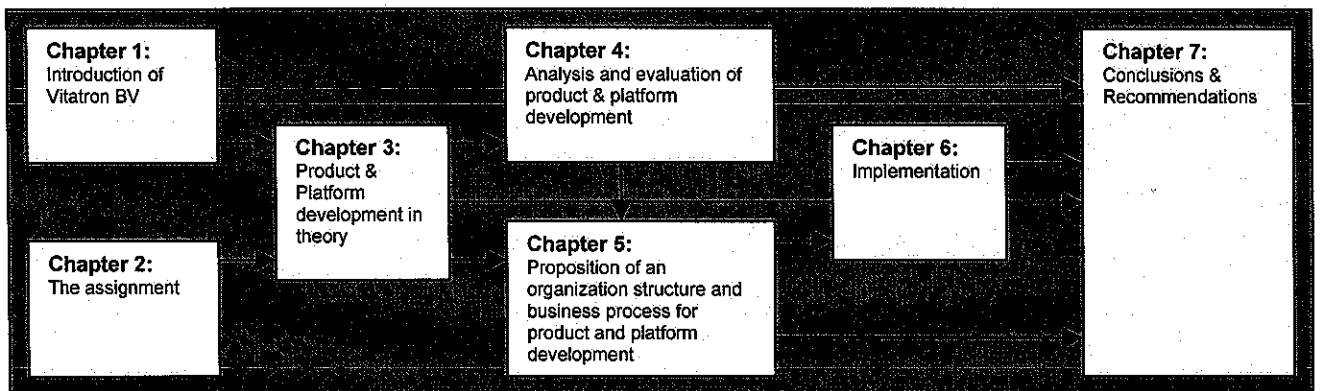 Chapter 1:
Introduction of
Vitatron BV
Chapter 2:
The assignment
Chapter 3:
Product &
Platform
development in
theory
Chapter 4:
Analysis and evaluation of
product & platform
development
Chapter 5:
Proposition of an
organization structure and
business process for
product and platform
development
Chapter 6:
Implementation
Chapter 7:
Conclusions &
Recommendations